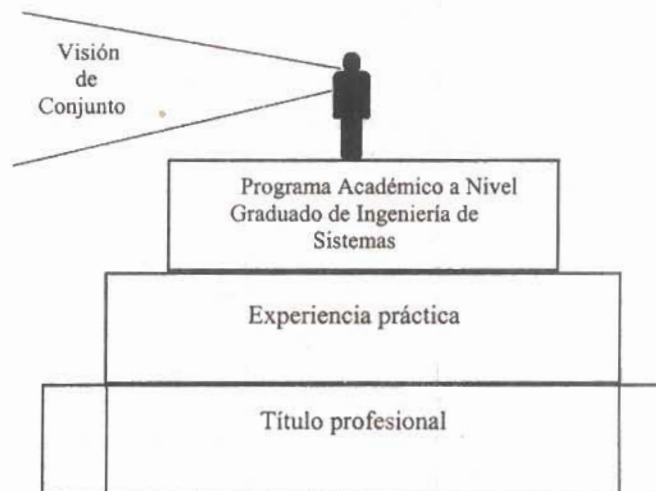 Visión
de
Conjunto
Programa Académico a Nivel
Graduado de Ingeniería de
Sistemas
Experiencia práctica
Título profesional